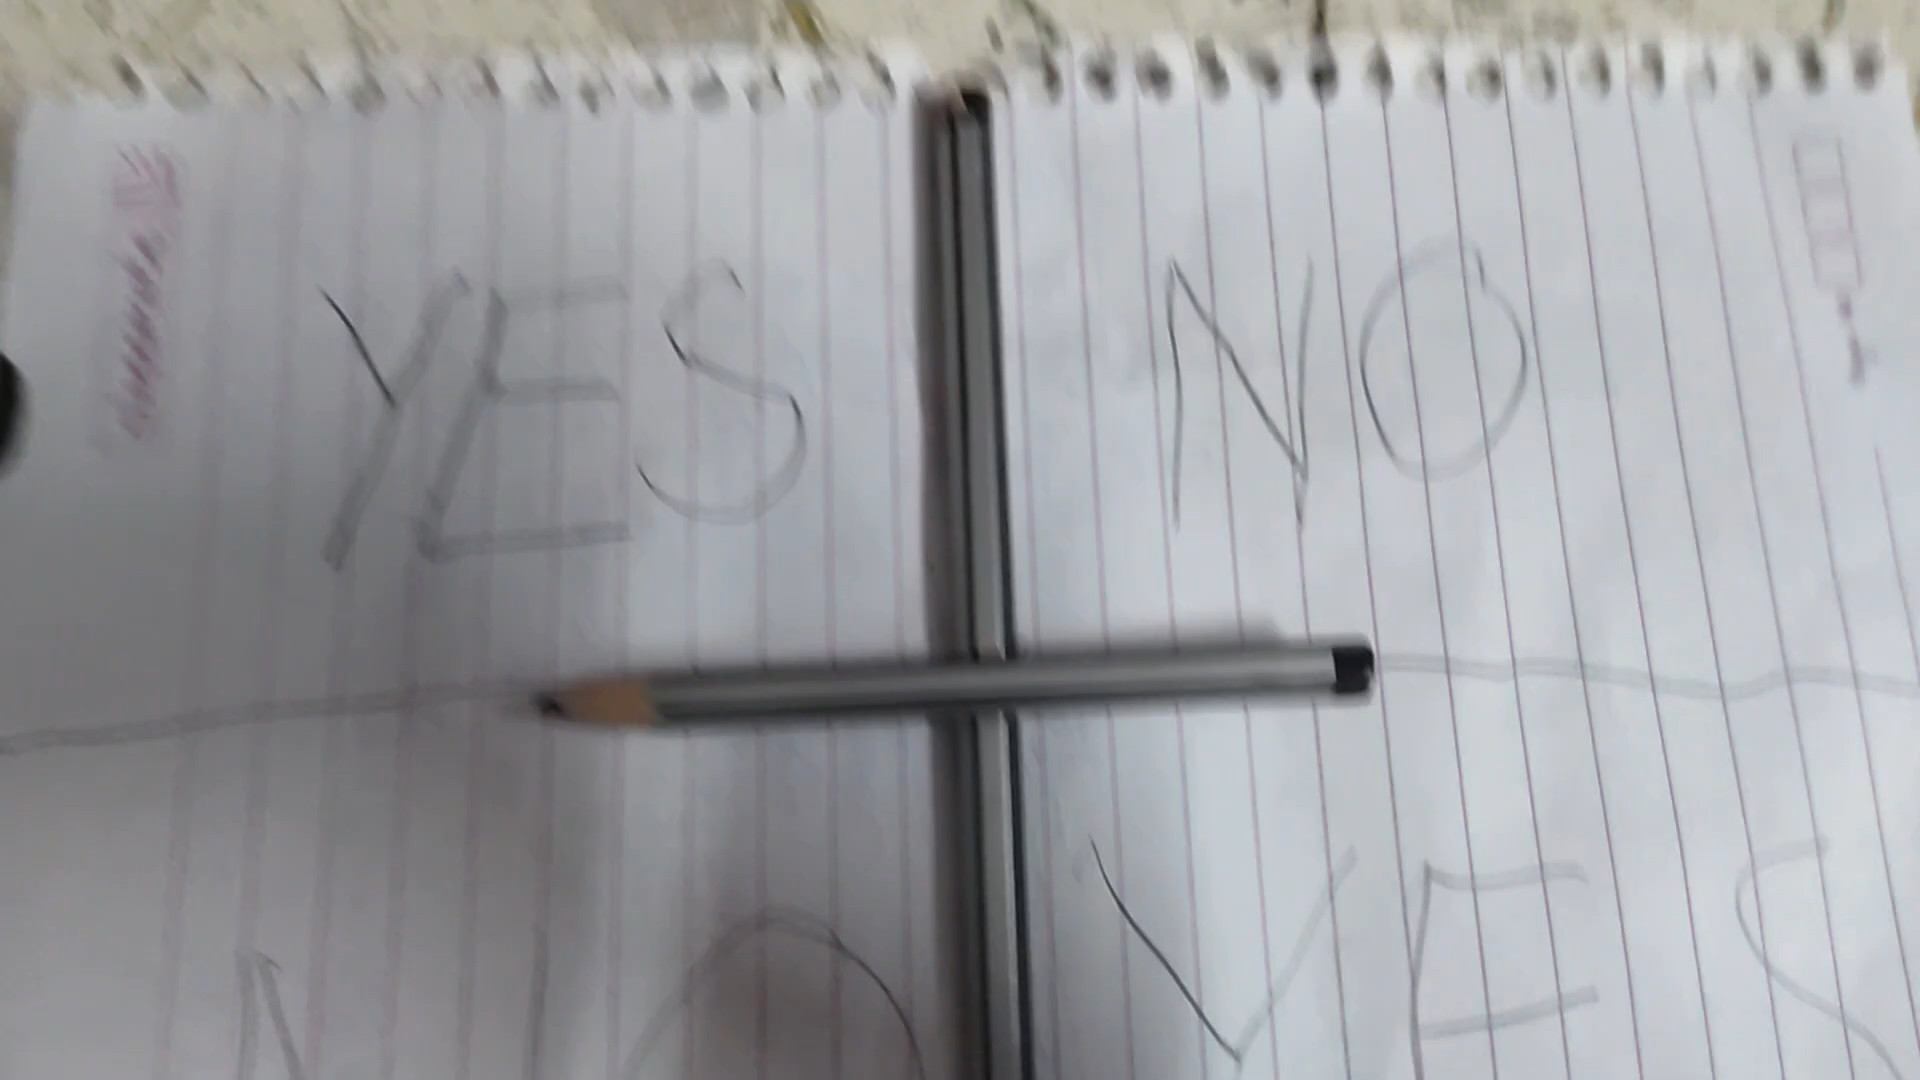 YES NO
NO YES